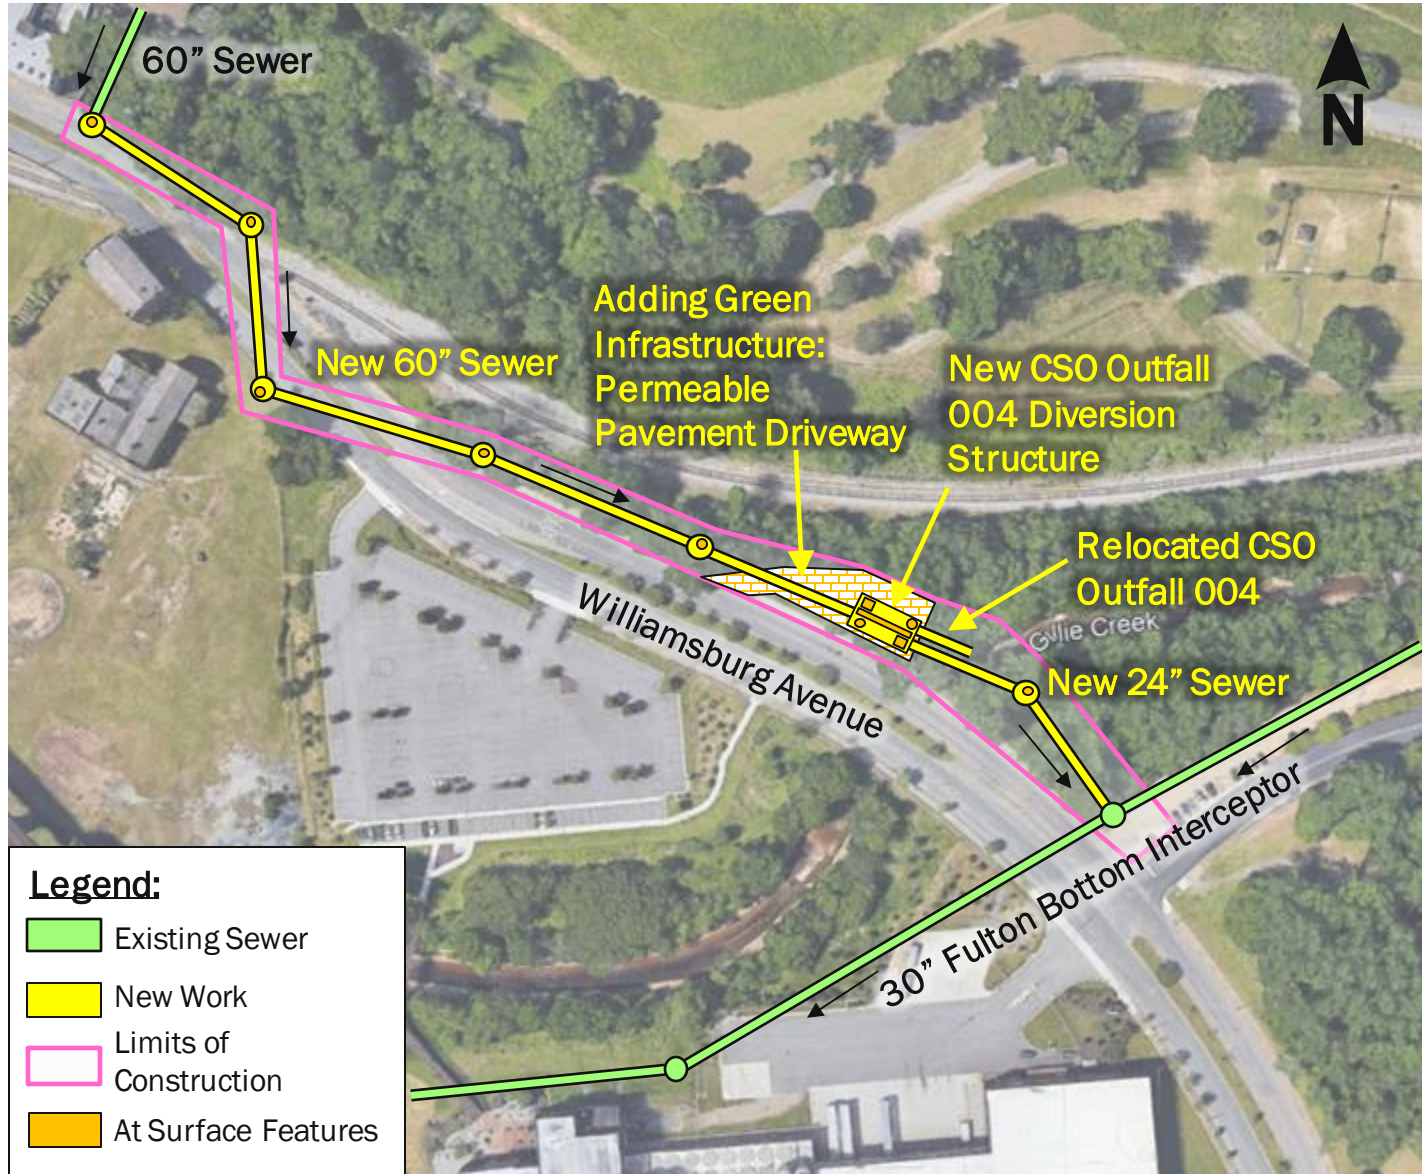 60” Sewer
N
Adding Green
Infrastructure:
Permeable
Pavement Driveway
New 60” Sewer
New CSO Outfall
004 Diversion
Structure
Relocated CSO
Outfall 004
Gillie Creek
Williamsburg Avenue
New 24” Sewer
30” Fulton Bottom Interceptor
Legend:
Existing Sewer
New Work
Limits of
Construction
At Surface Features